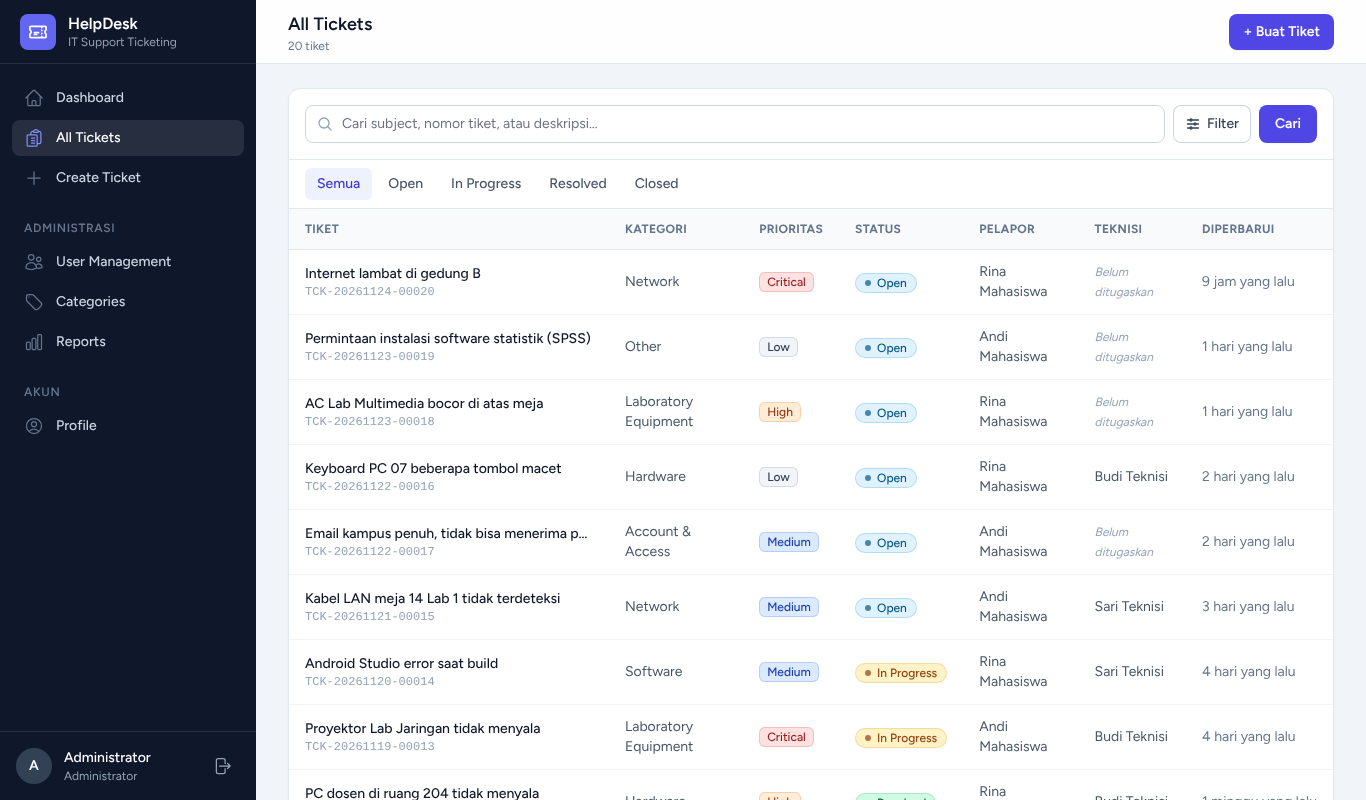 HelpDesk
IT Support Ticketing
Dashboard
All Tickets
Create Ticket
ADMINISTRASI
User Management
Categories
Reports
AKUN
Profile
A
Administrator
Administrator
All Tickets
20 tiket
+ Buat Tiket
Cari subject, nomor tiket, atau deskripsi...
Filter
Cari
Semua Open In Progress Resolved Closed
TIKET KATEGORI PRIORITAS STATUS PELAPOR TEKNISI DIPERBARUI
Internet lambat di gedung B
TCK-20261124-00020
Network
Critical
Open
Rina
Mahasiswa
Belum
ditugaskan
9 jam yang lalu
Permintaan instalasi software statistik (SPSS)
TCK-20261123-00019
Other
Low
Open
Andi
Mahasiswa
Belum
ditugaskan
1 hari yang lalu
AC Lab Multimedia bocor di atas meja
TCK-20261123-00018
Laboratory
Equipment
High
Open
Rina
Mahasiswa
Belum
ditugaskan
1 hari yang lalu
Keyboard PC 07 beberapa tombol macet
TCK-20261122-00016
Hardware
Low
Open
Rina
Mahasiswa
Budi Teknisi
2 hari yang lalu
Email kampus penuh, tidak bisa menerima p...
TCK-20261122-00017
Account &
Access
Medium
Open
Andi
Mahasiswa
Belum
ditugaskan
2 hari yang lalu
Kabel LAN meja 14 Lab 1 tidak terdeteksi
TCK-20261121-00015
Network
Medium
Open
Andi
Mahasiswa
Sari Teknisi
3 hari yang lalu
Android Studio error saat build
TCK-20261120-00014
Software
Medium
In Progress
Rina
Mahasiswa
Sari Teknisi
4 hari yang lalu
Proyektor Lab Jaringan tidak menyala
TCK-20261119-00013
Laboratory
Equipment
Critical
In Progress
Andi
Mahasiswa
Budi Teknisi
4 hari yang lalu
PC dosen di ruang 204 tidak menyala
Rina